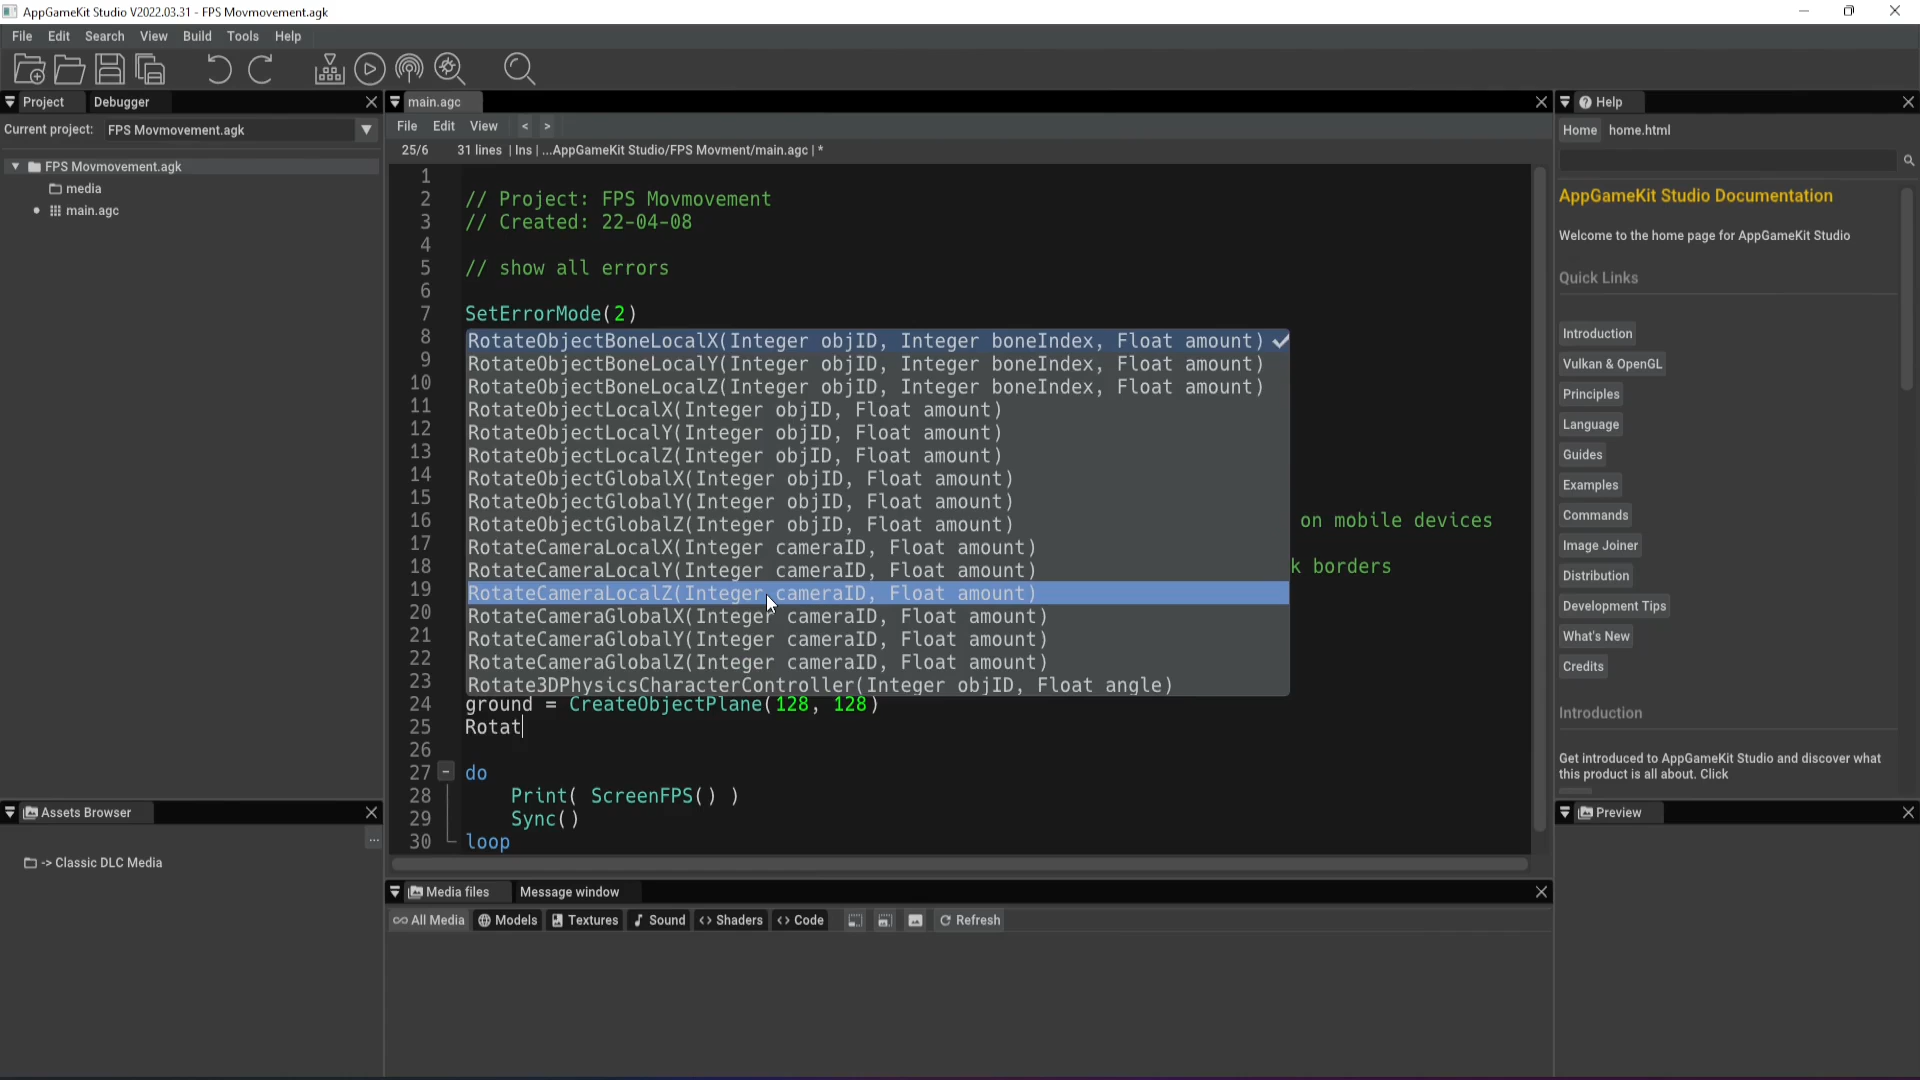 AppGameKit Studio V2022.03.31 - FPS Movmovement.agk
File Edit Search View Build Tools Help
Project Debugger
Current project: FPS Movmovement.agk
FPS Movmovement.agk
media
main.agc
Assets Browser
...
-> Classic DLC Media
main.agc
File Edit View < >
25/6 31 lines | Ins | ...AppGameKit Studio/FPS Movment/main.agc | *
1
2 // Project: FPS Movmovement
3 // Created: 22-04-08
4
5 // show all errors
6
7 SetErrorMode(2)
8 RotateObjectBoneLocalX(Integer objID, Integer boneIndex, Float amount)
9 RotateObjectBoneLocalY(Integer objID, Integer boneIndex, Float amount)
10 RotateObjectBoneLocalZ(Integer objID, Integer boneIndex, Float amount)
11 RotateObjectLocalX(Integer objID, Float amount)
12 RotateObjectLocalY(Integer objID, Float amount)
13 RotateObjectLocalZ(Integer objID, Float amount)
14 RotateObjectGlobalX(Integer objID, Float amount)
15 RotateObjectGlobalY(Integer objID, Float amount)
16 RotateObjectGlobalZ(Integer objID, Float amount) on mobile devices
17 RotateCameraLocalX(Integer cameraID, Float amount)
18 RotateCameraLocalY(Integer cameraID, Float amount) k borders
19 RotateCameraLocalZ(Integer cameraID, Float amount)
20 RotateCameraGlobalX(Integer cameraID, Float amount)
21 RotateCameraGlobalY(Integer cameraID, Float amount)
22 RotateCameraGlobalZ(Integer cameraID, Float amount)
23 Rotate3DPhysicsCharacterController(Integer objID, Float angle)
24 ground = CreateObjectPlane(128, 128)
25 Rotat
26
27 do
28 Print( ScreenFPS() )
29 Sync()
30 loop
Media files Message window
All Media Models Textures Sound Shaders Code Refresh
Help
Home home.html
AppGameKit Studio Documentation
Welcome to the home page for AppGameKit Studio
Quick Links
Introduction
Vulkan & OpenGL
Principles
Language
Guides
Examples
Commands
Image Joiner
Distribution
Development Tips
What's New
Credits
Introduction
Get introduced to AppGameKit Studio and discover what
this product is all about. Click
Preview